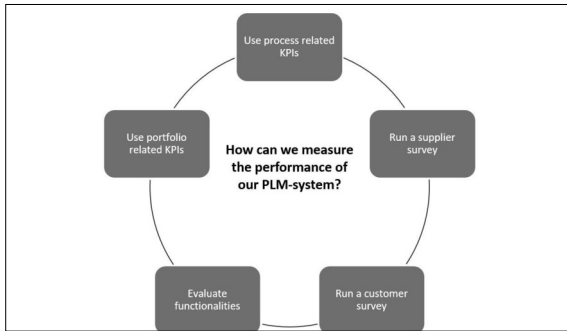 Use process related
KPIs
Use portfolio
related KPIs
How can we measure
the performance of
our PLM-system?
Run a supplier
survey
Evaluate
functionalities
Run a customer
survey